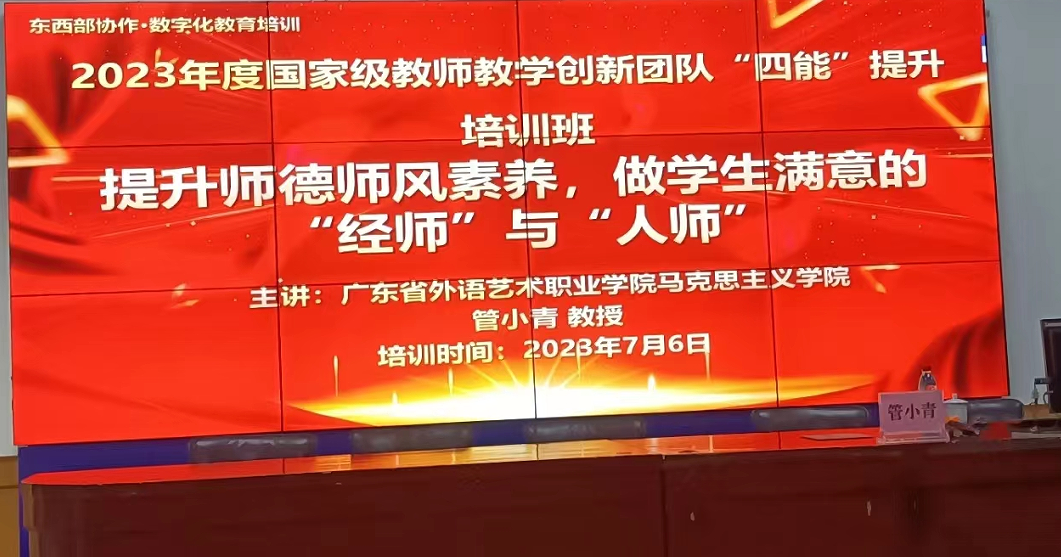 东西部协作·数字化教育培训
2023年度国家级教师教学创新团队“四能”提升
培训班
提升师德师风素养，做学生满意的
“经师”与“人师”
主讲：广东省外语艺术职业学院马克思主义学院
管小青 教授
培训时间：2023年7月6日
管小青